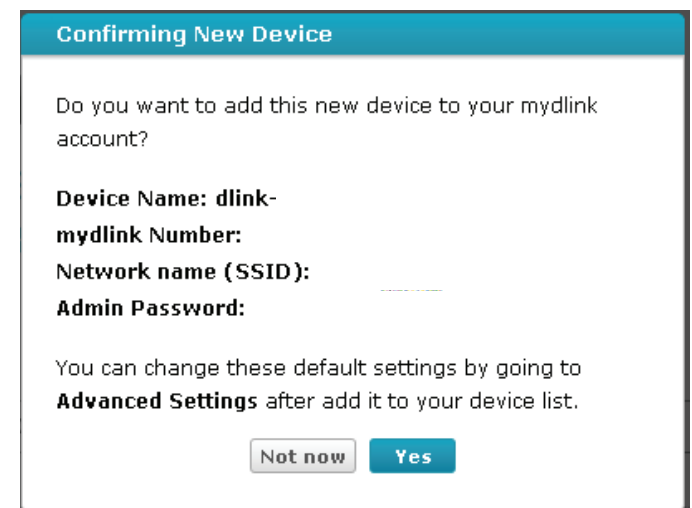 Confirming New Device
Do you want to add this new device to your mydlink
account?
Device Name: dlink-
mydlink Number:
Network name (SSID):
Admin Password:
You can change these default settings by going to
Advanced Settings after add it to your device list.
Not now Yes